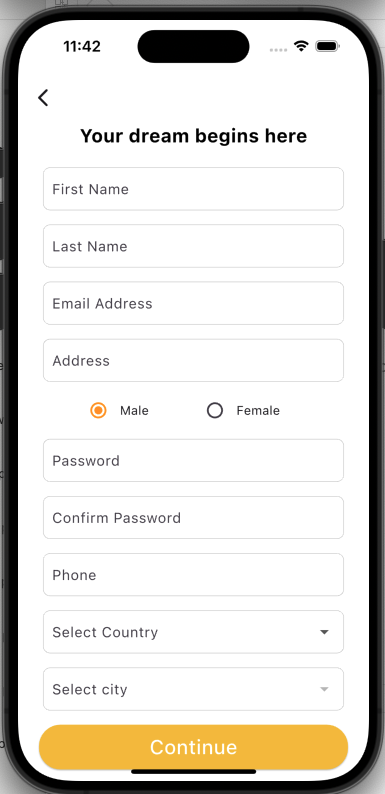 11:42
Your dream begins here
First Name
Last Name
Email Address
Address
Male Female
Password
Confirm Password
Phone
Select Country
Select city
Continue